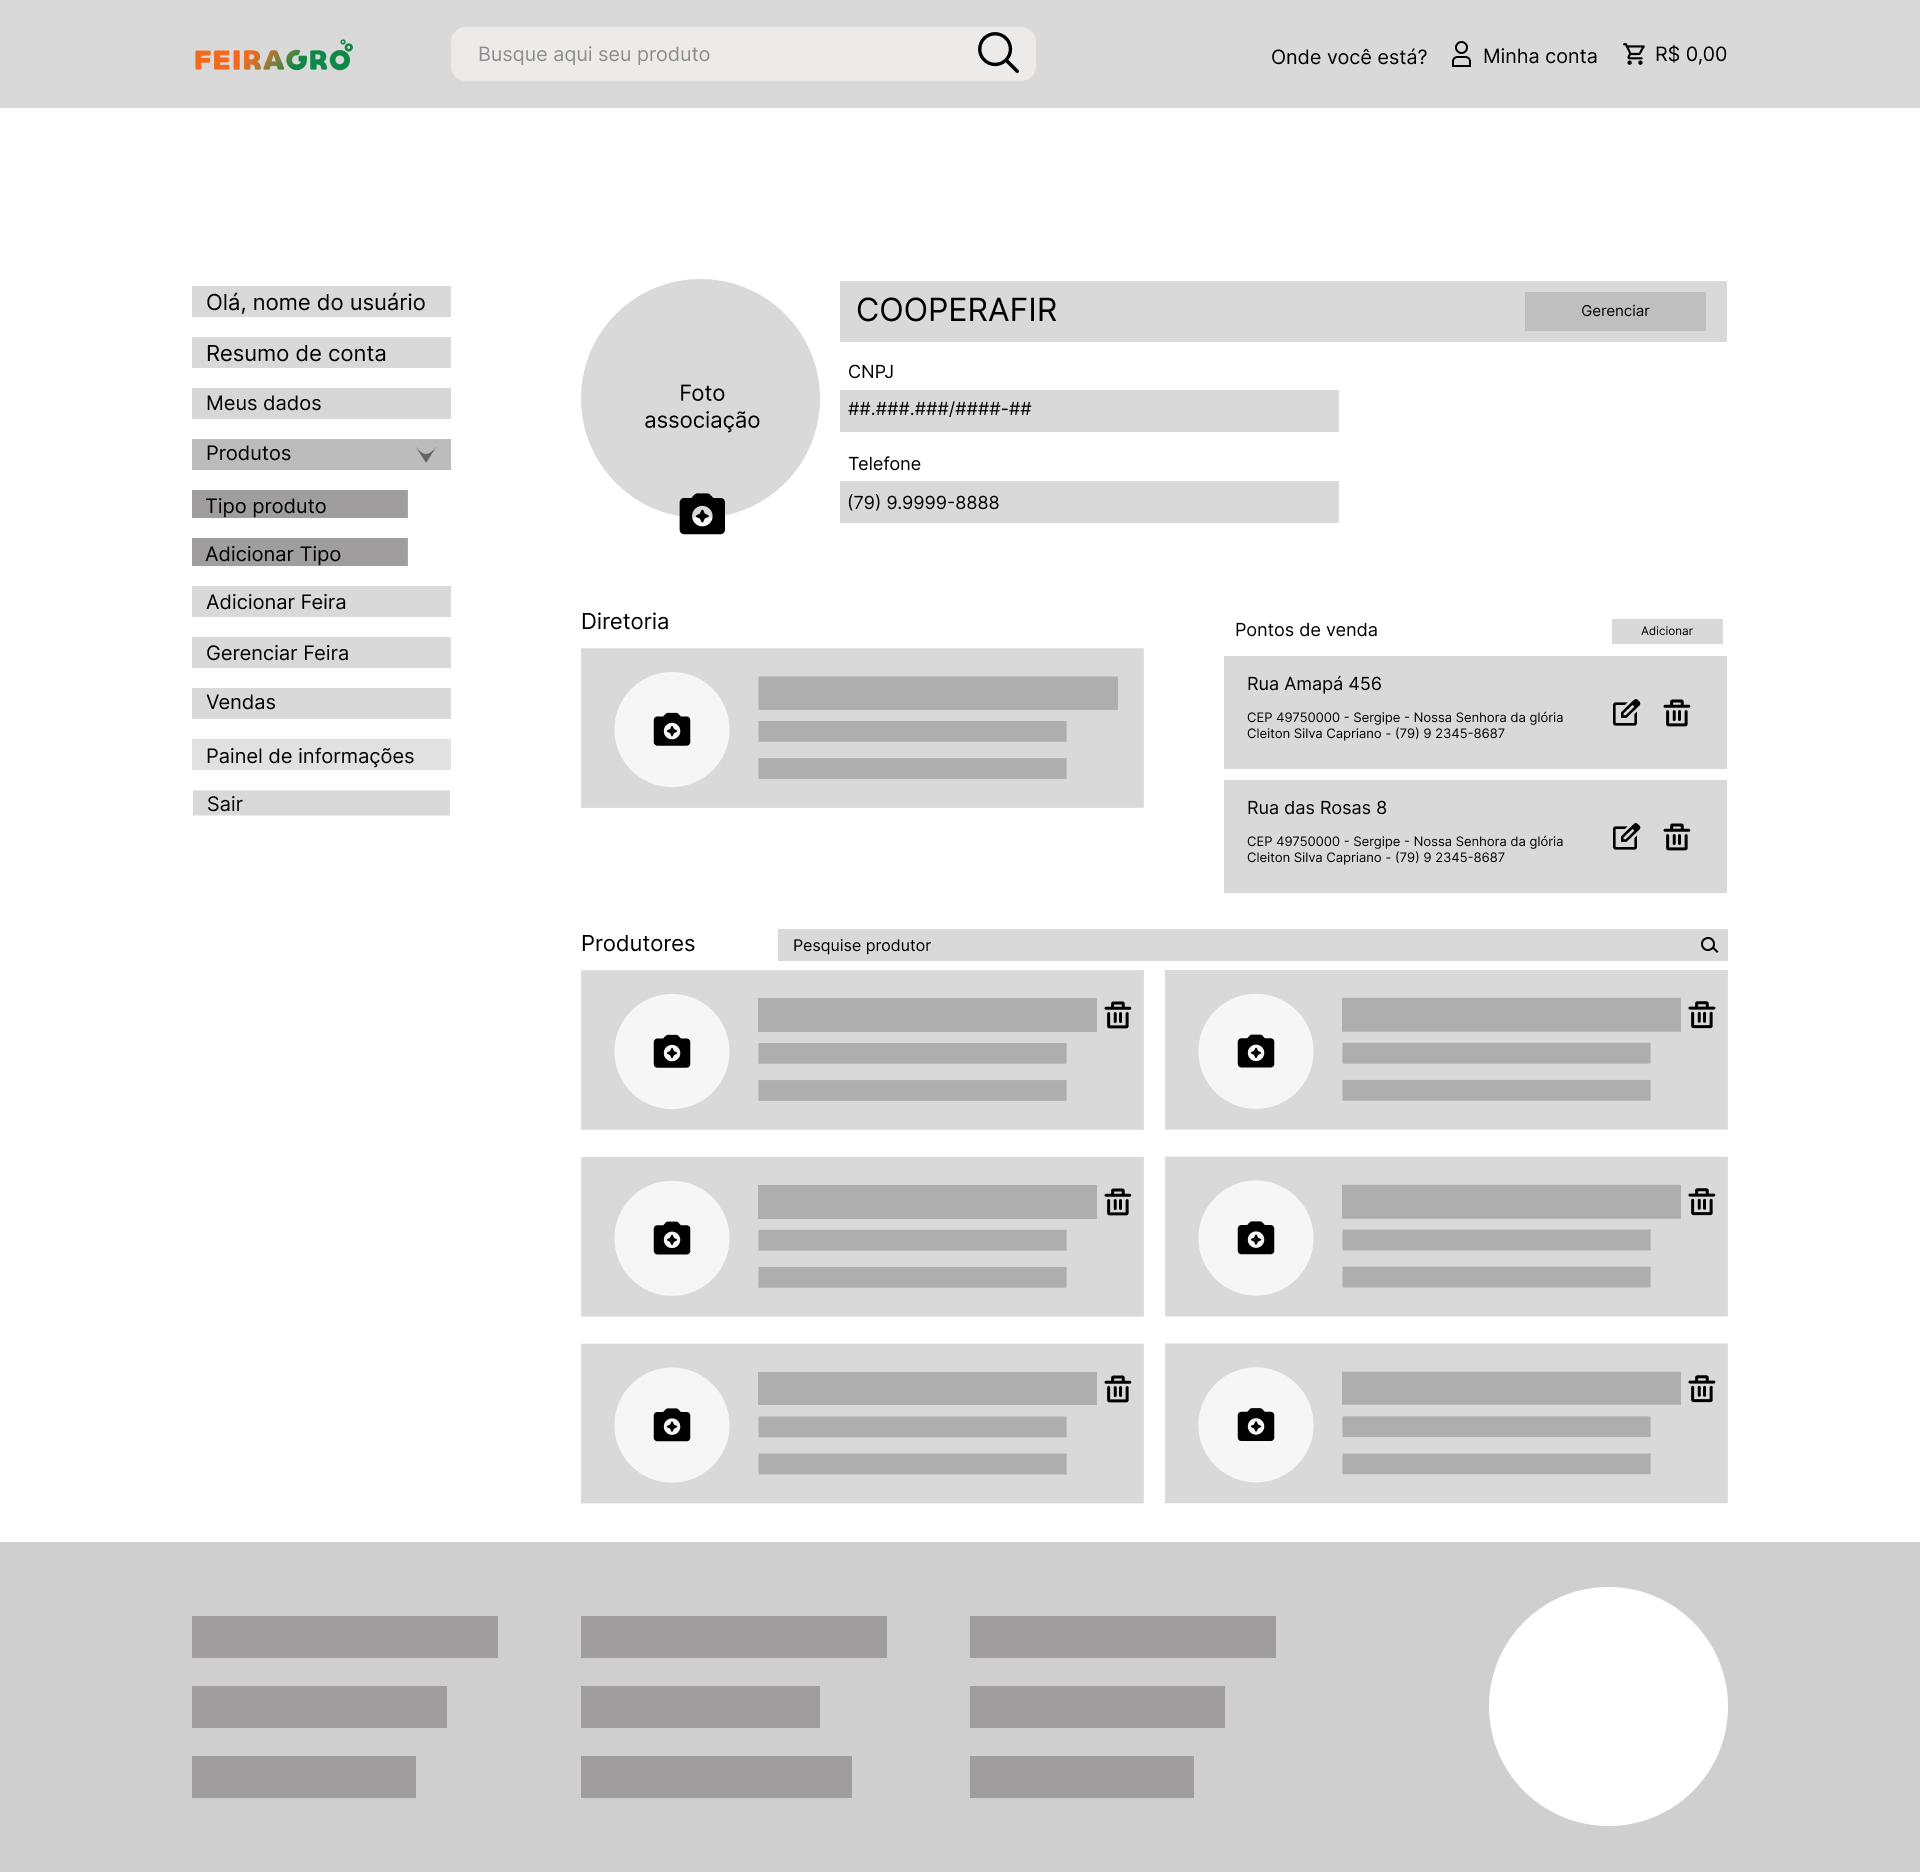 FEIRAGRO
Busque aqui seu produto
Onde você está?
Minha conta
R$ 0,00
Olá, nome do usuário
Resumo de conta
Meus dados
Produtos
Tipo produto
Adicionar Tipo
Adicionar Feira
Gerenciar Feira
Vendas
Painel de informações
Sair
Foto
associação
COOPERAFIR
Gerenciar
CNPJ
##.###.###/####-##
Telefone
(79) 9.9999-8888
Diretoria
Pontos de venda
Adicionar
Rua Amapá 456
CEP 49750000 - Sergipe - Nossa Senhora da glória
Cleiton Silva Capriano - (79) 9 2345-8687
Rua das Rosas 8
CEP 49750000 - Sergipe - Nossa Senhora da glória
Cleiton Silva Capriano - (79) 9 2345-8687
Produtores
Pesquise produtor